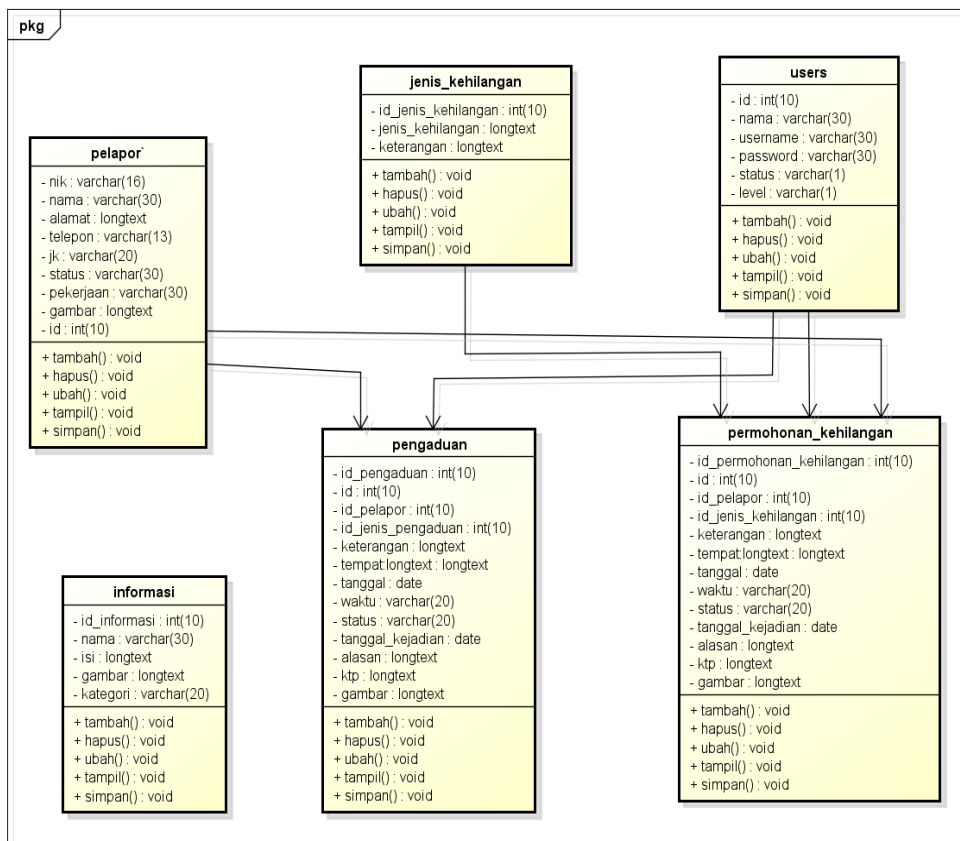 pkg
jenis_kehilangan
- id_jenis_kehilangan : int(10)
- jenis_kehilangan : longtext
- keterangan : longtext
+ tambah() : void
+ hapus() : void
+ ubah() : void
+ tampil() : void
+ simpan() : void
users
- id : int(10)
- nama : varchar(30)
- username : varchar(30)
- password : varchar(30)
- status : varchar(1)
- level : varchar(1)
+ tambah() : void
+ hapus() : void
+ ubah() : void
+ tampil() : void
+ simpan() : void
pelapor`
- nik : varchar(16)
- nama : varchar(30)
- alamat : longtext
- telepon : varchar(13)
- jk : varchar(20)
- status : varchar(30)
- pekerjaan : varchar(30)
- gambar : longtext
- id : int(10)
+ tambah() : void
+ hapus() : void
+ ubah() : void
+ tampil() : void
+ simpan() : void
pengaduan
- id_pengaduan : int(10)
- id : int(10)
- id_pelapor : int(10)
- id_jenis_pengaduan : int(10)
- keterangan : longtext
- tempat:longtext : longtext
- tanggal : date
- waktu : varchar(20)
- status : varchar(20)
- tanggal_kejadian : date
- alasan : longtext
- ktp : longtext
- gambar : longtext
+ tambah() : void
+ hapus() : void
+ ubah() : void
+ tampil() : void
+ simpan() : void
permohonan_kehilangan
- id_permohonan_kehilangan : int(10)
- id : int(10)
- id_pelapor : int(10)
- id_jenis_kehilangan : int(10)
- keterangan : longtext
- tempat:longtext : longtext
- tanggal : date
- waktu : varchar(20)
- status : varchar(20)
- tanggal_kejadian : date
- alasan : longtext
- ktp : longtext
- gambar : longtext
+ tambah() : void
+ hapus() : void
+ ubah() : void
+ tampil() : void
+ simpan() : void
informasi
- id_informasi : int(10)
- nama : varchar(30)
- isi : longtext
- gambar : longtext
- kategori : varchar(20)
+ tambah() : void
+ hapus() : void
+ ubah() : void
+ tampil() : void
+ simpan() : void